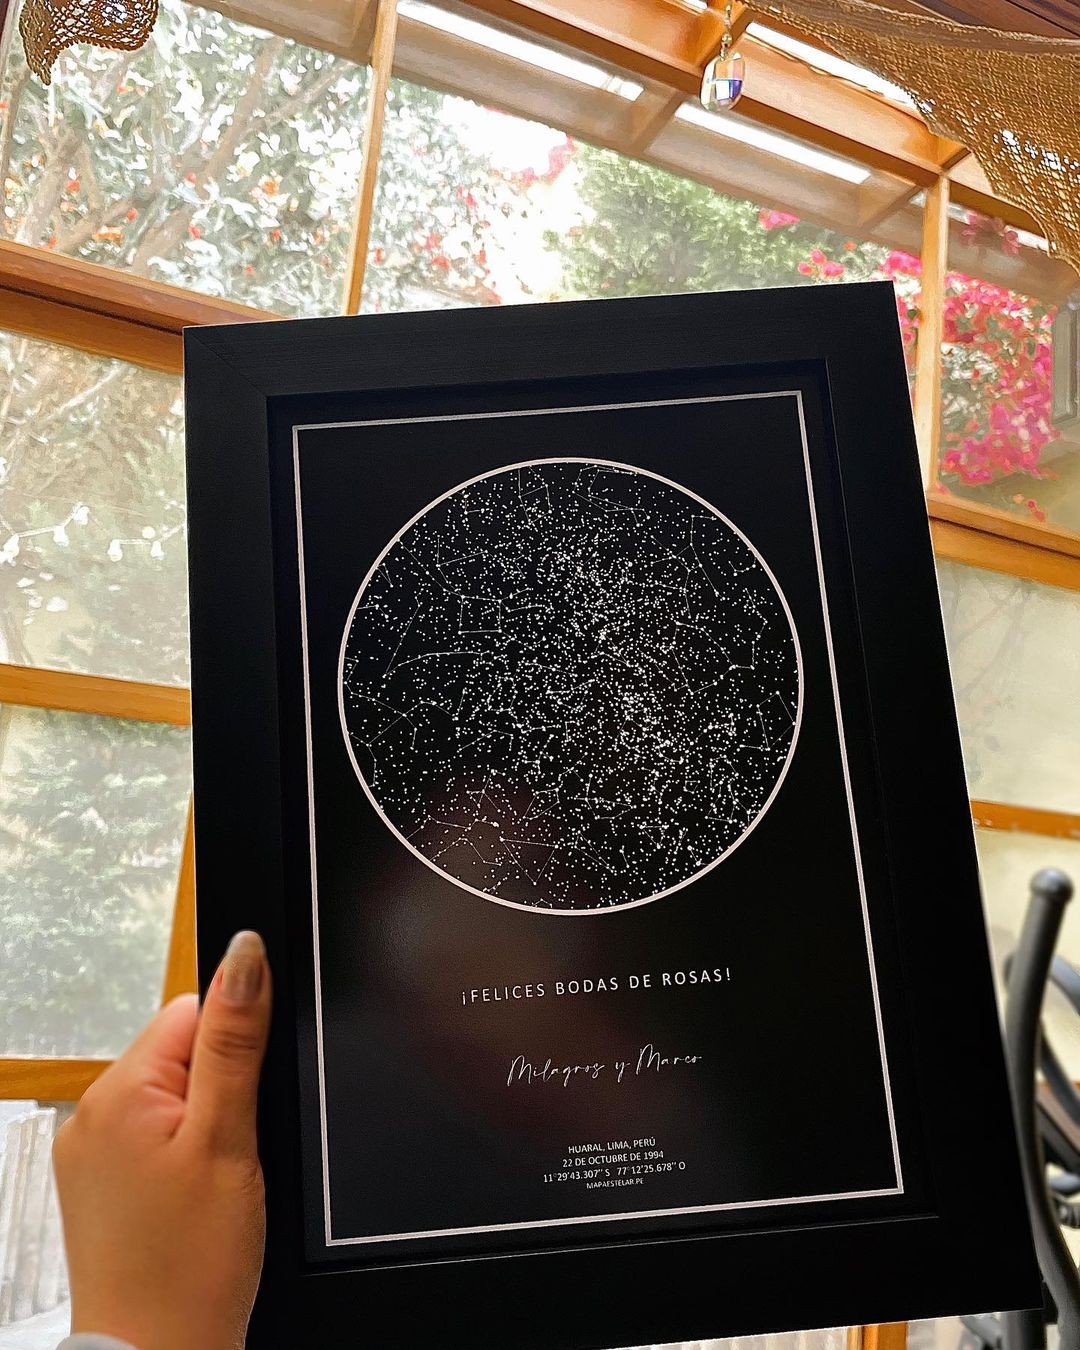 ¡FELICES BODAS DE ROSAS!
Milagros y Marco
HUARAL, LIMA, PERÚ
22 DE OCTUBRE DE 1994
11°29'43.307'' S 77°12'25.678'' O
MAPAESTELAR.PE